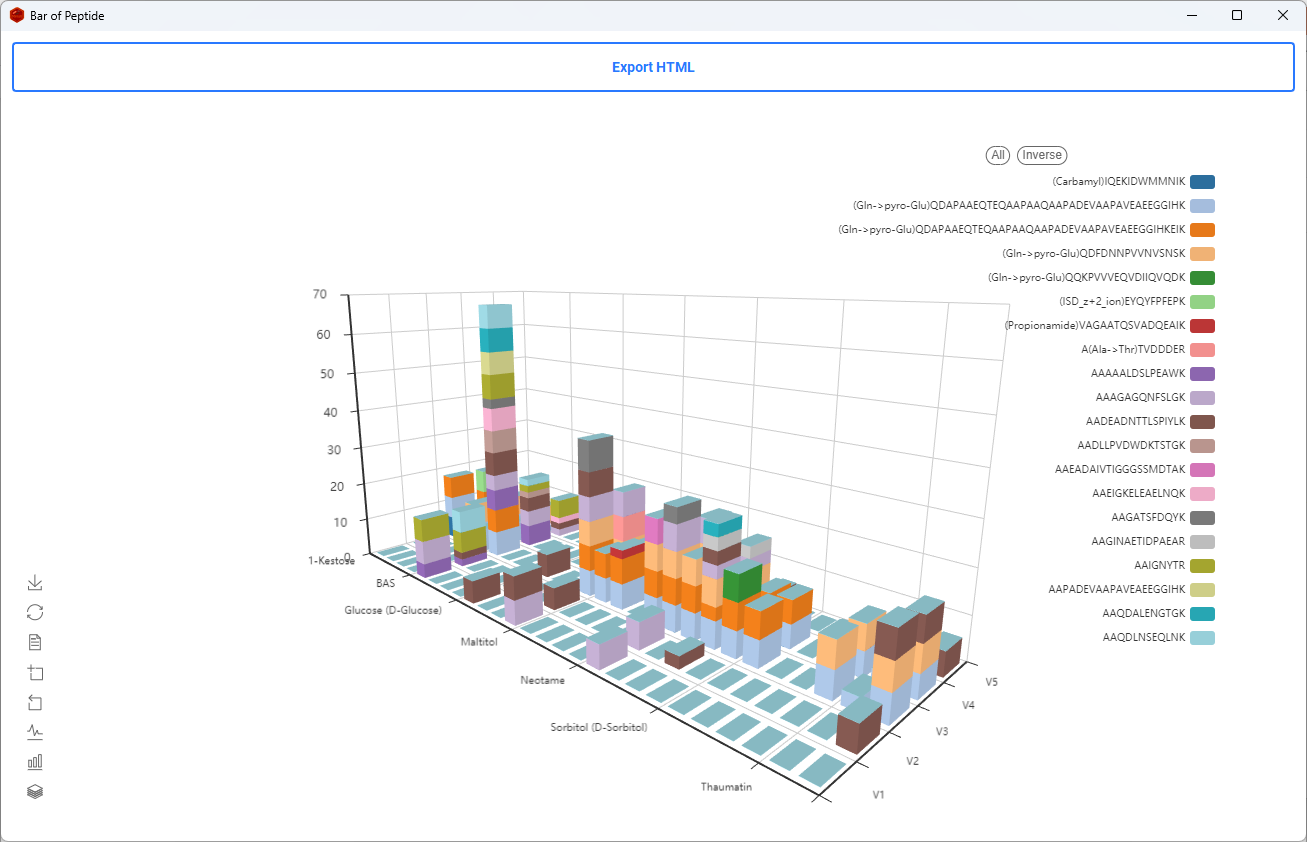 Bar of Peptide
Export HTML
All Inverse
(Carbamyl)IQEKIDWMMNIK
(Gln->pyro-Glu)QDAPAAEQTEQAAPAAQAAPADEVAAPAVEAEEGGIHK
(Gln->pyro-Glu)QDAPAAEQTEQAAPAAQAAPADEVAAPAVEAEEGGIHKEIK
(Gln->pyro-Glu)QDFDNNPVVNVSNSK
(Gln->pyro-Glu)QQKPVVVEQVDIIQVQDK
(ISD_z+2_ion)EYQYFPFEPK
(Propionamide)VAGAATQSVADQEAIK
A(Ala->Thr)TVDDDER
AAAAALDSLPEAWK
AAAGAGQNFSLGK
AADEADNTTLSPIYLK
AADLLPVDWDKTSTGK
AAEADAIVTIGGGSSMDTAK
AAEIGKELEAELNQK
AAGATSFDQYK
AAGINAETIDPAEAR
AAIGNYTR
AAPADEVAAPAVEAEEGGIHK
AAQDALENGTGK
AAQDLNSEQLNK
70
60
50
40
30
20
10
0
1-Kestose
BAS
Glucose (D-Glucose)
Maltitol
Neotame
Sorbitol (D-Sorbitol)
Thaumatin
V5
V4
V3
V2
V1